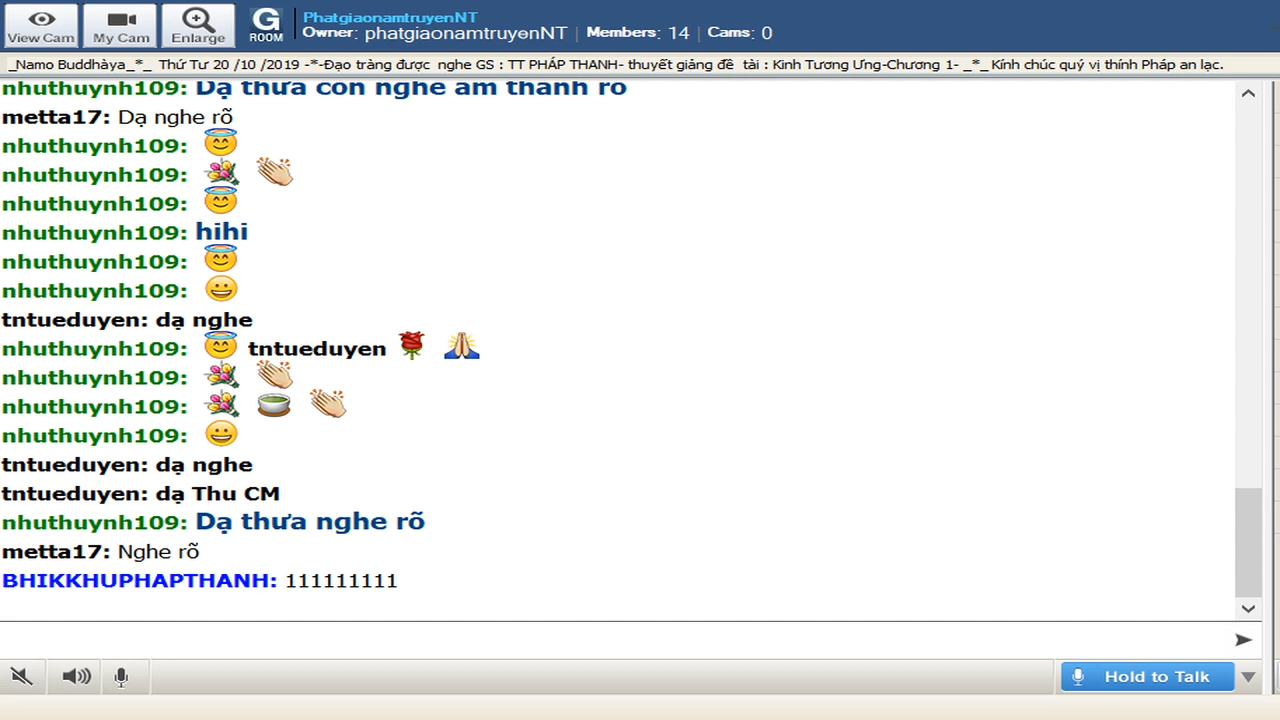 View Cam
My Cam
Enlarge
G
ROOM
PhatgiaonamtruyenNT
Owner: phatgiaonamtruyenNT | Members: 14 | Cams: 0
_Namo Buddhàya_*_ Thứ Tư 20 /10 /2019 -*-Đạo tràng được nghe GS : TT PHÁP THANH- thuyết giảng đề tài : Kinh Tương Ưng-Chương 1- _*_ Kính chúc quý vị thính Pháp an lạc.
nhuthuynh109: Dạ thưa con nghe âm thanh rõ
metta17: Dạ nghe rõ
nhuthuynh109: 😇
nhuthuynh109: 💐 👏
nhuthuynh109: 😇
nhuthuynh109: hihi
nhuthuynh109: 😇
nhuthuynh109: 😀
tntueduyen: dạ nghe
nhuthuynh109: 😇 tntueduyen 🌹 🙏
nhuthuynh109: 💐 👏
nhuthuynh109: 💐 🍵 👏
nhuthuynh109: 😀
tntueduyen: dạ nghe
tntueduyen: dạ Thu CM
nhuthuynh109: Dạ thưa nghe rõ
metta17: Nghe rõ
BHIKKHUPHAPTHANH: 111111111
Hold to Talk